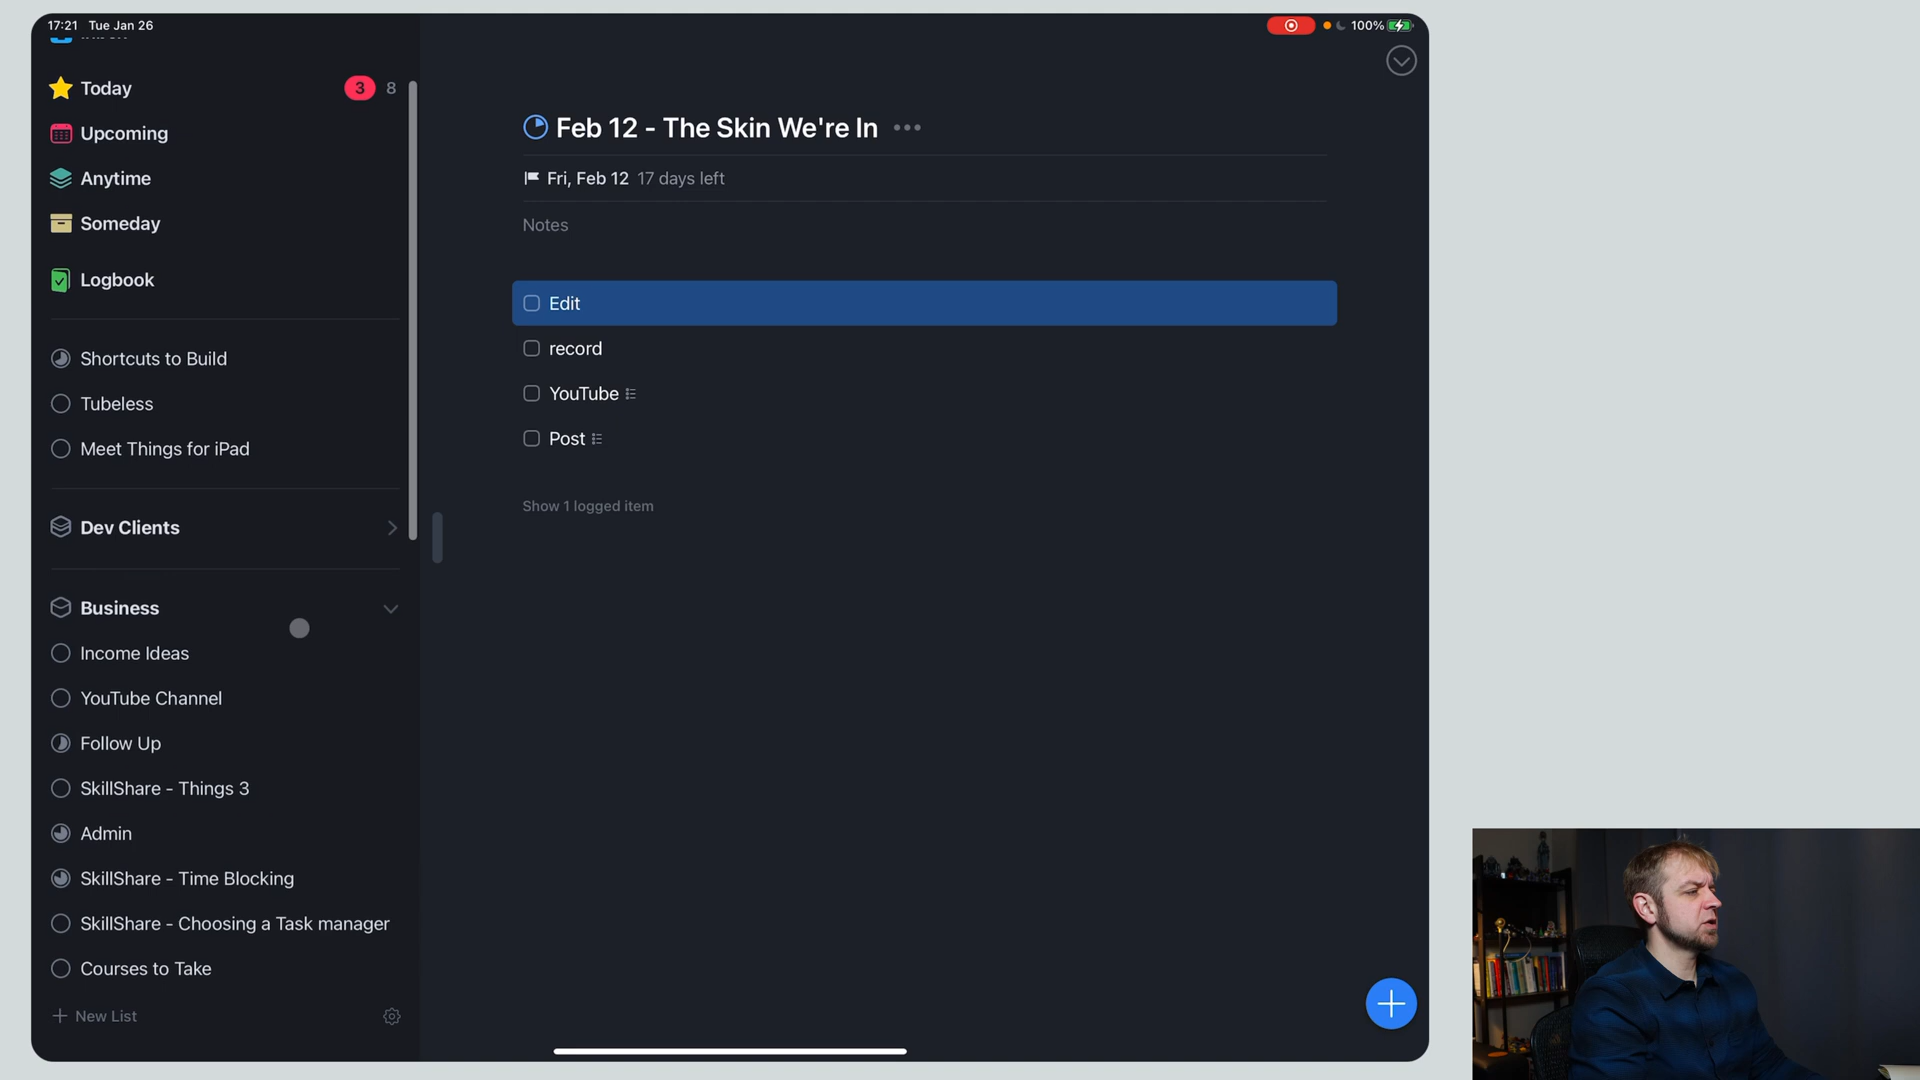 17:21 Tue Jan 26
100%
Today 3 8
Upcoming
Anytime
Someday
Logbook
Shortcuts to Build
Tubeless
Meet Things for iPad
Dev Clients
Business
Income Ideas
YouTube Channel
Follow Up
SkillShare - Things 3
Admin
SkillShare - Time Blocking
SkillShare - Choosing a Task manager
Courses to Take
New List
Feb 12 - The Skin We're In
Fri, Feb 12 17 days left
Notes
Edit
record
YouTube
Post
Show 1 logged item